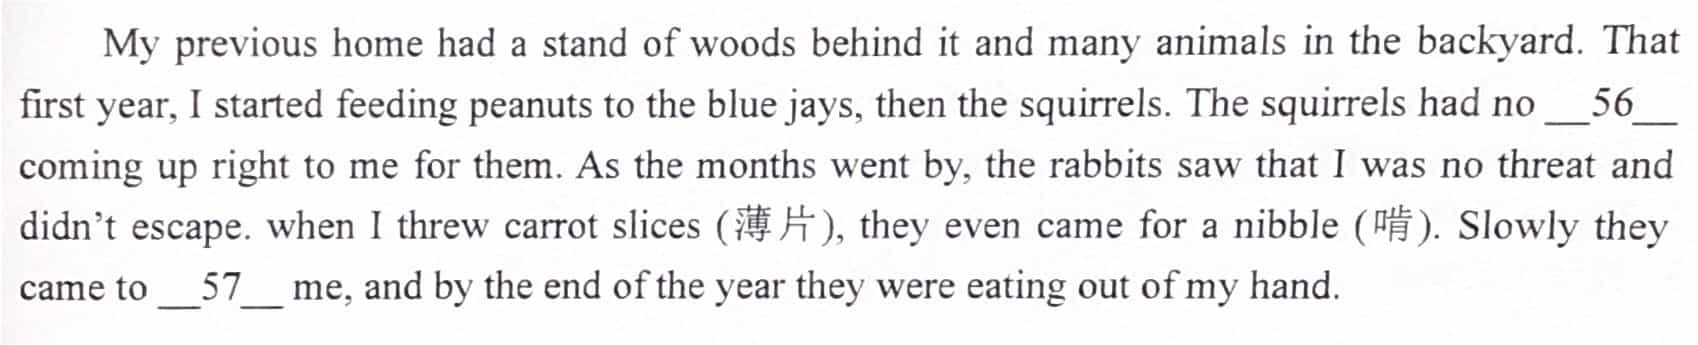 My previous home had a stand of woods behind it and many animals in the backyard. That
first year, I started feeding peanuts to the blue jays, then the squirrels. The squirrels had no __56__
coming up right to me for them. As the months went by, the rabbits saw that I was no threat and
didn’t escape. when I threw carrot slices (薄片), they even came for a nibble (啃). Slowly they
came to __57__ me, and by the end of the year they were eating out of my hand.